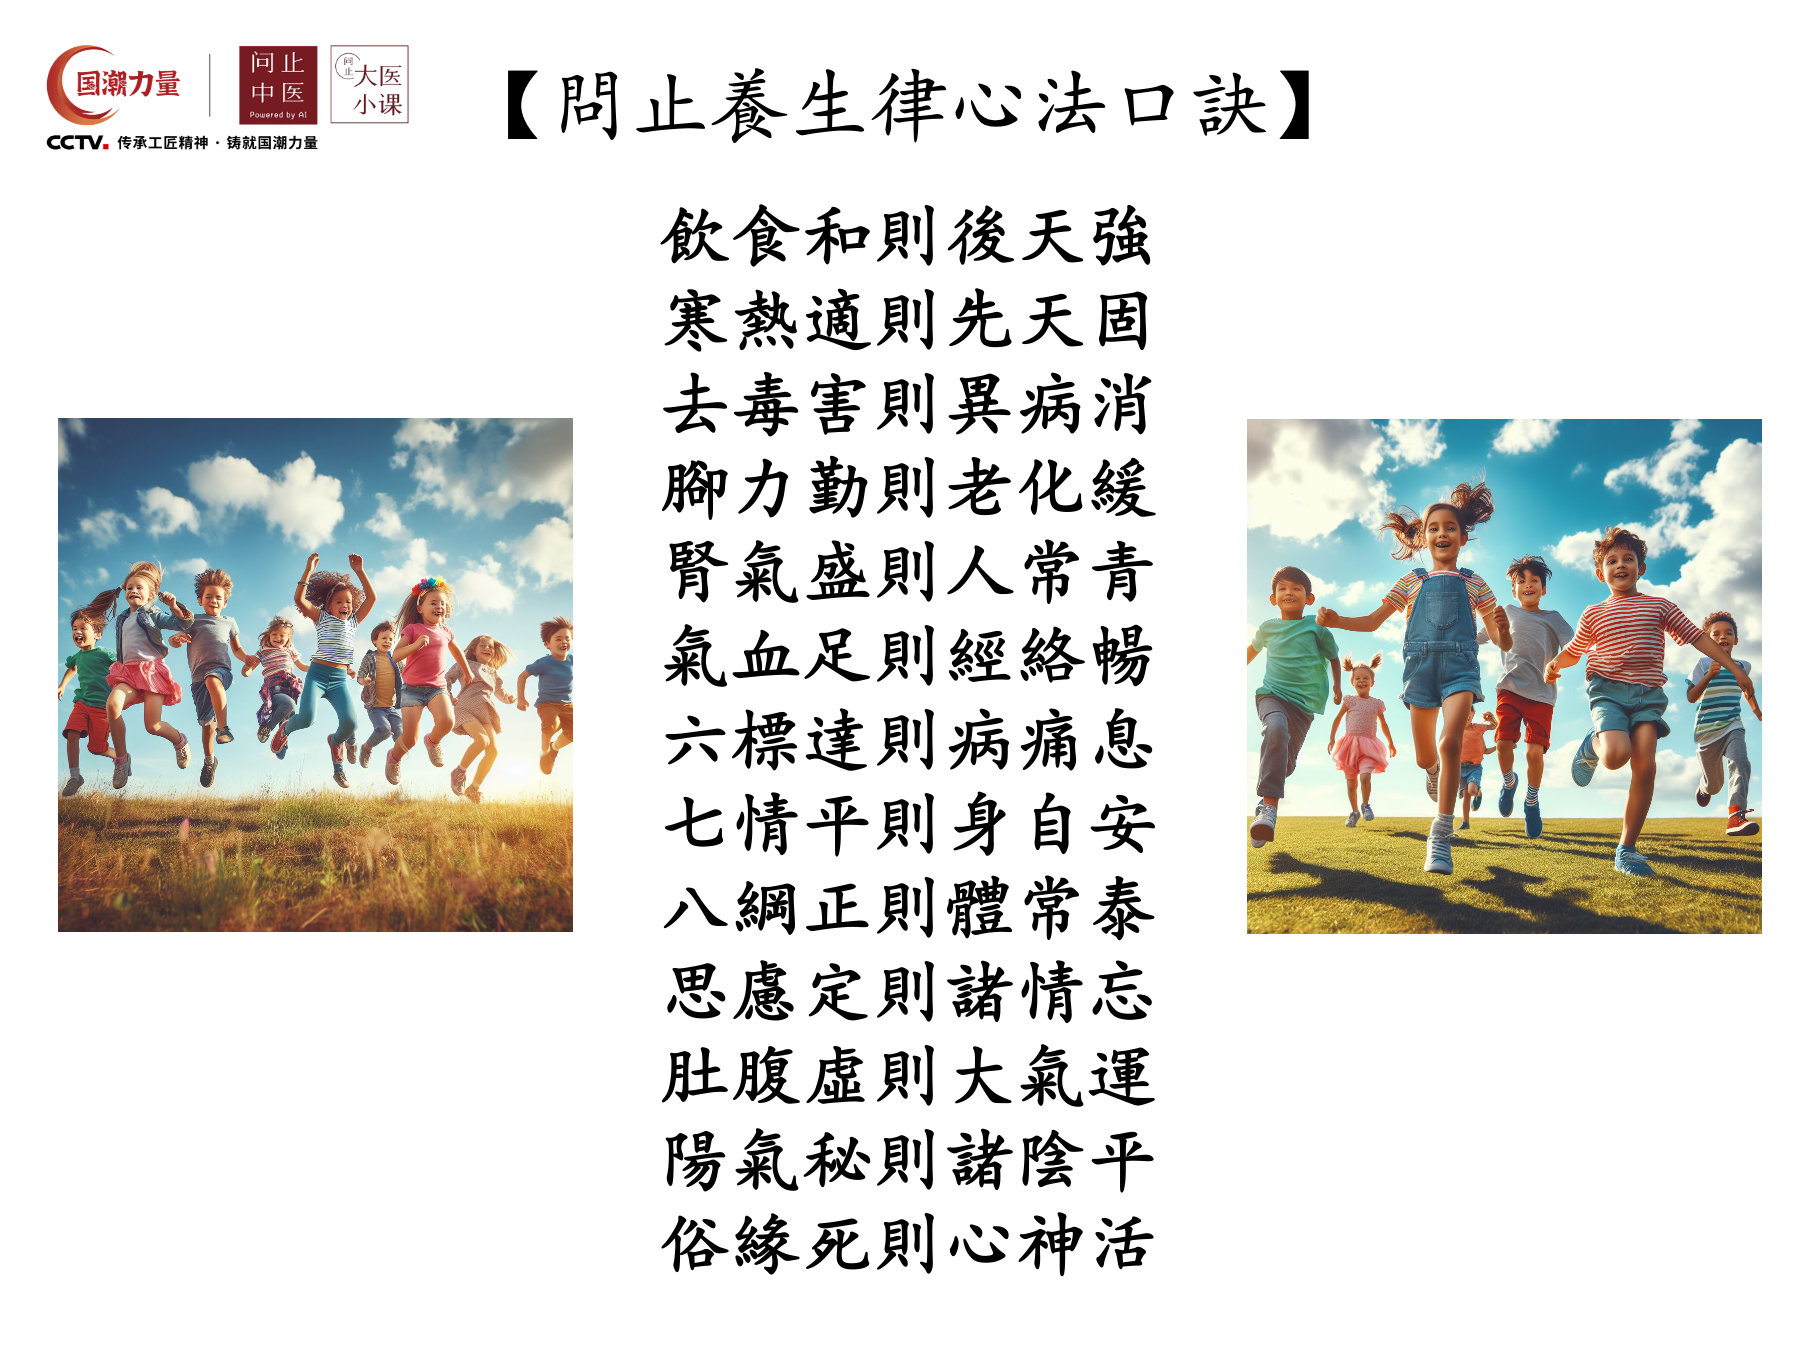 国潮力量
CCTV. 传承工匠精神 · 铸就国潮力量
问止
中医
Powered by AI
问止
大医
小课
【問止養生律心法口訣】
飲食和則後天強
寒熱適則先天固
去毒害則異病消
腳力勤則老化緩
腎氣盛則人常青
氣血足則經絡暢
六標達則病痛息
七情平則身自安
八綱正則體常泰
思慮定則諸情忘
肚腹虛則大氣運
陽氣秘則諸陰平
俗緣死則心神活